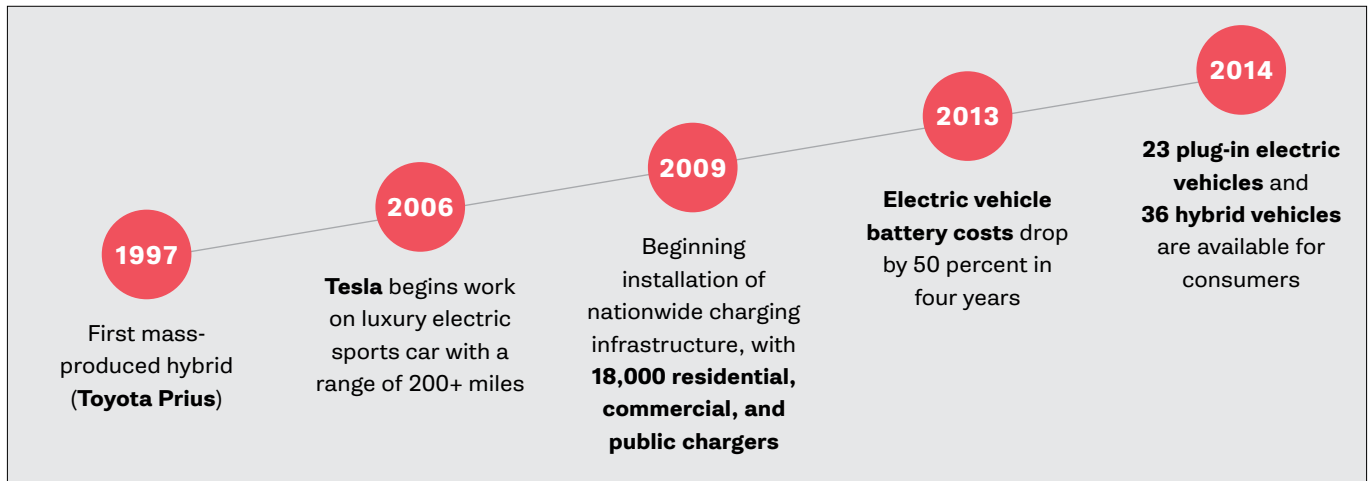 1997
First mass-
produced hybrid
(Toyota Prius)
2006
Tesla begins work
on luxury electric
sports car with a
range of 200+ miles
2009
Beginning
installation of
nationwide charging
infrastructure, with
18,000 residential,
commercial, and
public chargers
2013
Electric vehicle
battery costs drop
by 50 percent in
four years
2014
23 plug-in electric
vehicles and
36 hybrid vehicles
are available for
consumers